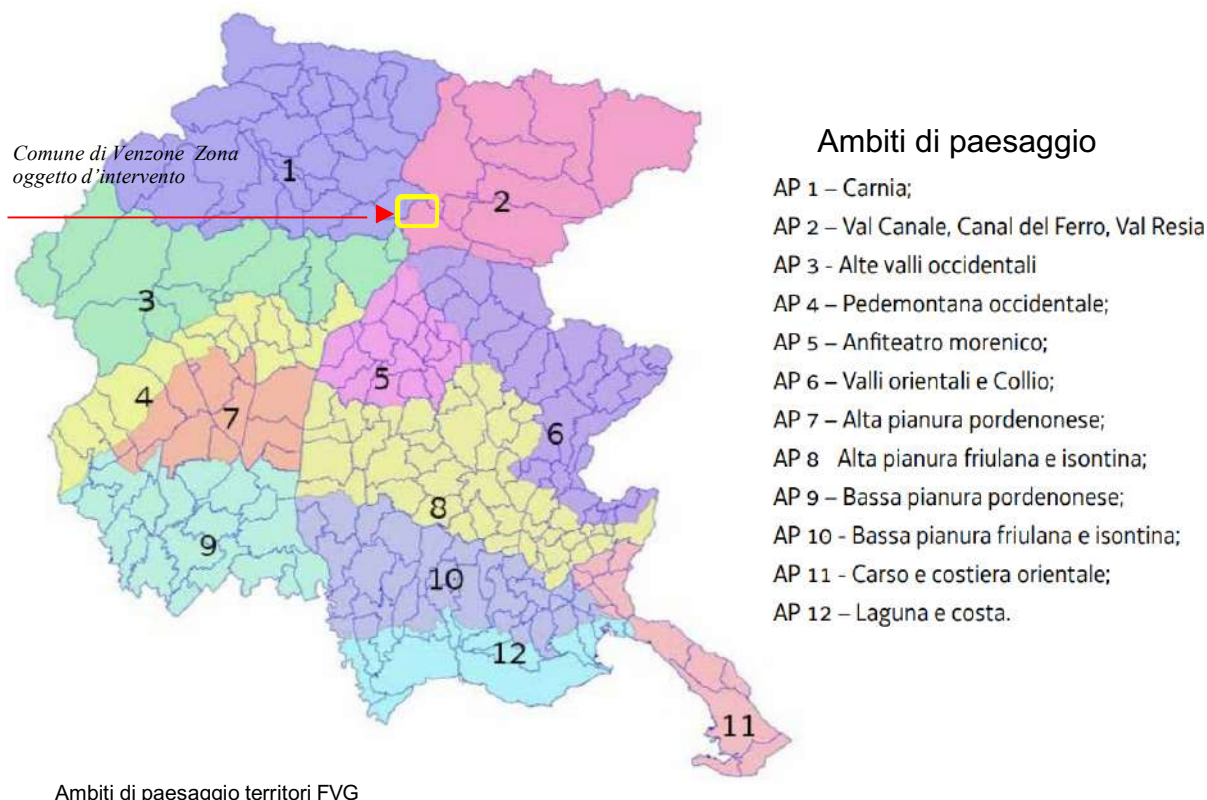 Comune di Venzone Zona
oggetto d'intervento
1
2
3
4
5
6
7
8
9
10
11
12
Ambiti di paesaggio
AP 1 – Carnia;
AP 2 – Val Canale, Canal del Ferro, Val Resia
AP 3 - Alte valli occidentali
AP 4 – Pedemontana occidentale;
AP 5 – Anfiteatro morenico;
AP 6 – Valli orientali e Collio;
AP 7 – Alta pianura pordenonese;
AP 8 Alta pianura friulana e isontina;
AP 9 – Bassa pianura pordenonese;
AP 10 - Bassa pianura friulana e isontina;
AP 11 - Carso e costiera orientale;
AP 12 – Laguna e costa.
Ambiti di paesaggio territori FVG